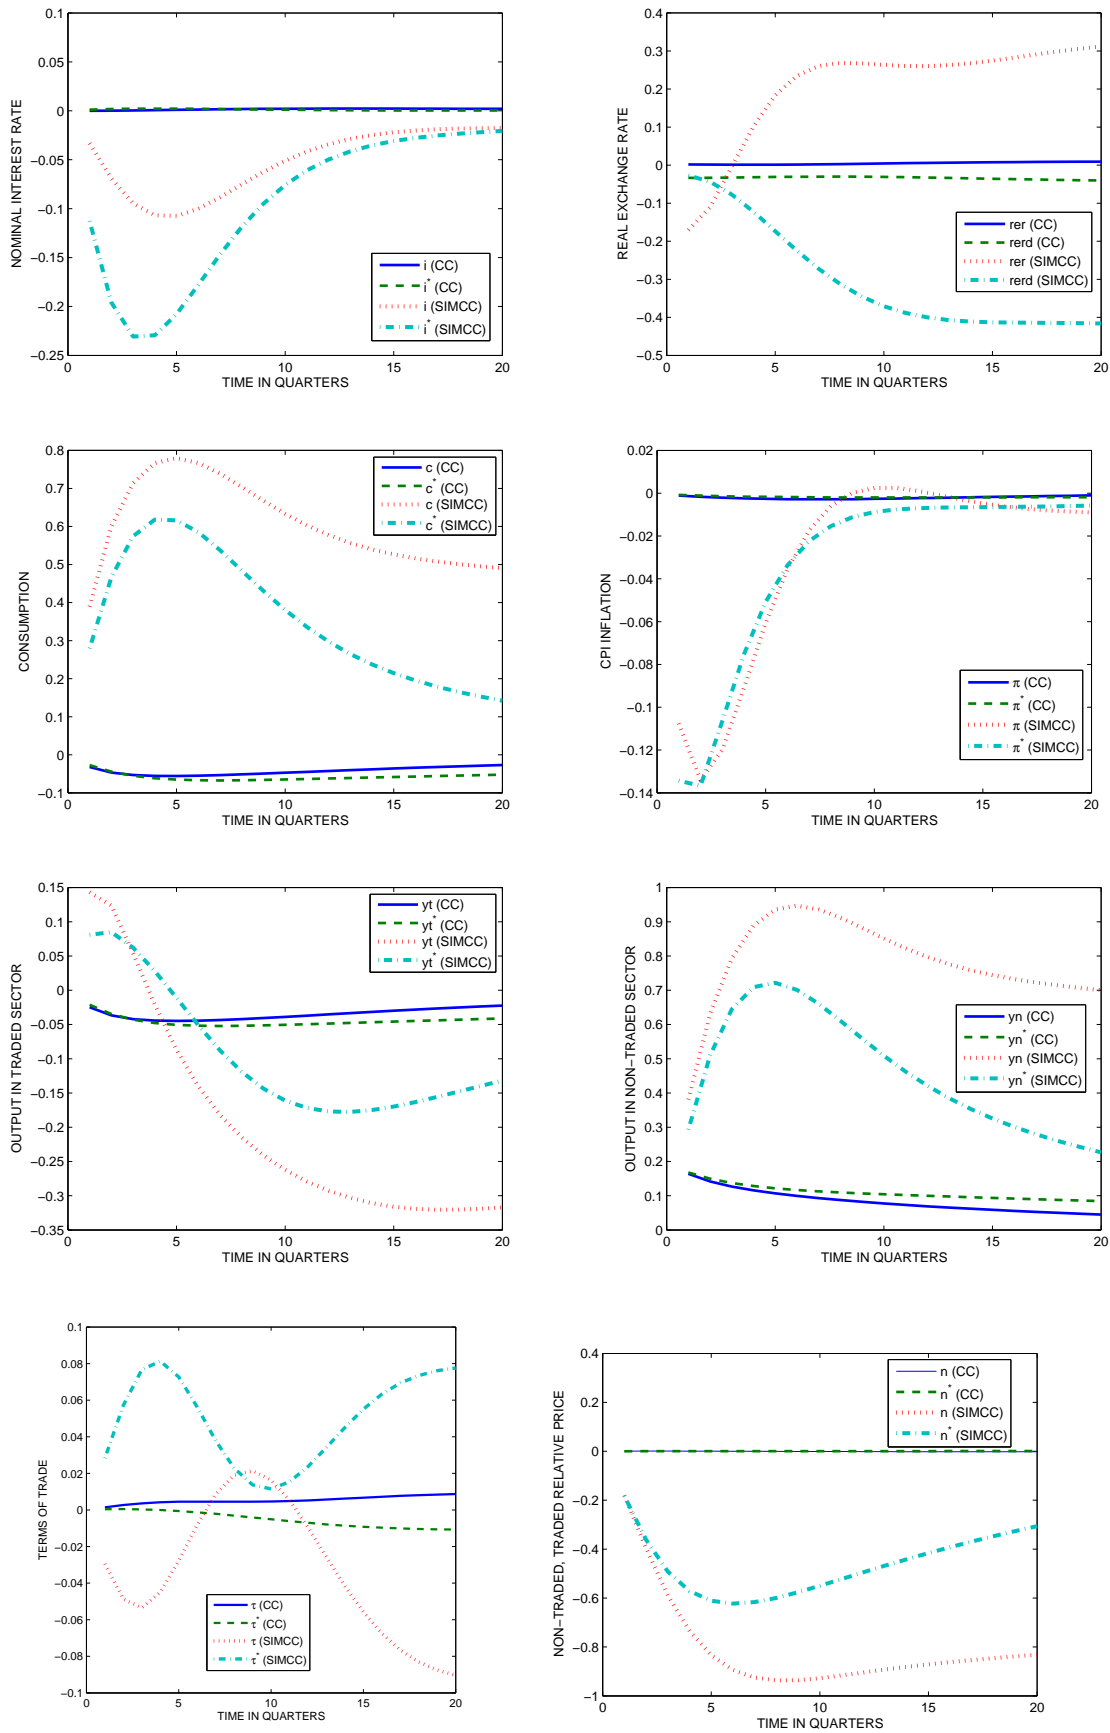 0.1
0.05
0
−0.05
−0.1
−0.15
−0.2
−0.25
0 5 10 15 20
NOMINAL INTEREST RATE
TIME IN QUARTERS
i (CC)
i* (CC)
i (SIMCC)
i* (SIMCC)
0.4
0.3
0.2
0.1
0
−0.1
−0.2
−0.3
−0.4
−0.5
0 5 10 15 20
REAL EXCHANGE RATE
TIME IN QUARTERS
rer (CC)
rerd (CC)
rer (SIMCC)
rerd (SIMCC)
0.8
0.7
0.6
0.5
0.4
0.3
0.2
0.1
0
−0.1
0 5 10 15 20
CONSUMPTION
TIME IN QUARTERS
c (CC)
c* (CC)
c (SIMCC)
c* (SIMCC)
0.02
0
−0.02
−0.04
−0.06
−0.08
−0.1
−0.12
−0.14
0 5 10 15 20
CPI INFLATION
TIME IN QUARTERS
π (CC)
π* (CC)
π (SIMCC)
π* (SIMCC)
0.15
0.1
0.05
0
−0.05
−0.1
−0.15
−0.2
−0.25
−0.3
−0.35
0 5 10 15 20
OUTPUT IN TRADED SECTOR
TIME IN QUARTERS
yt (CC)
yt* (CC)
yt (SIMCC)
yt* (SIMCC)
1
0.9
0.8
0.7
0.6
0.5
0.4
0.3
0.2
0.1
0
0 5 10 15 20
OUTPUT IN NON−TRADED SECTOR
TIME IN QUARTERS
yn (CC)
yn* (CC)
yn (SIMCC)
yn* (SIMCC)
0.1
0.08
0.06
0.04
0.02
0
−0.02
−0.04
−0.06
−0.08
−0.1
0 5 10 15 20
TERMS OF TRADE
TIME IN QUARTERS
τ (CC)
τ* (CC)
τ (SIMCC)
τ* (SIMCC)
0.4
0.2
0
−0.2
−0.4
−0.6
−0.8
−1
0 5 10 15 20
NON−TRADED, TRADED RELATIVE PRICE
TIME IN QUARTERS
n (CC)
n* (CC)
n (SIMCC)
n* (SIMCC)